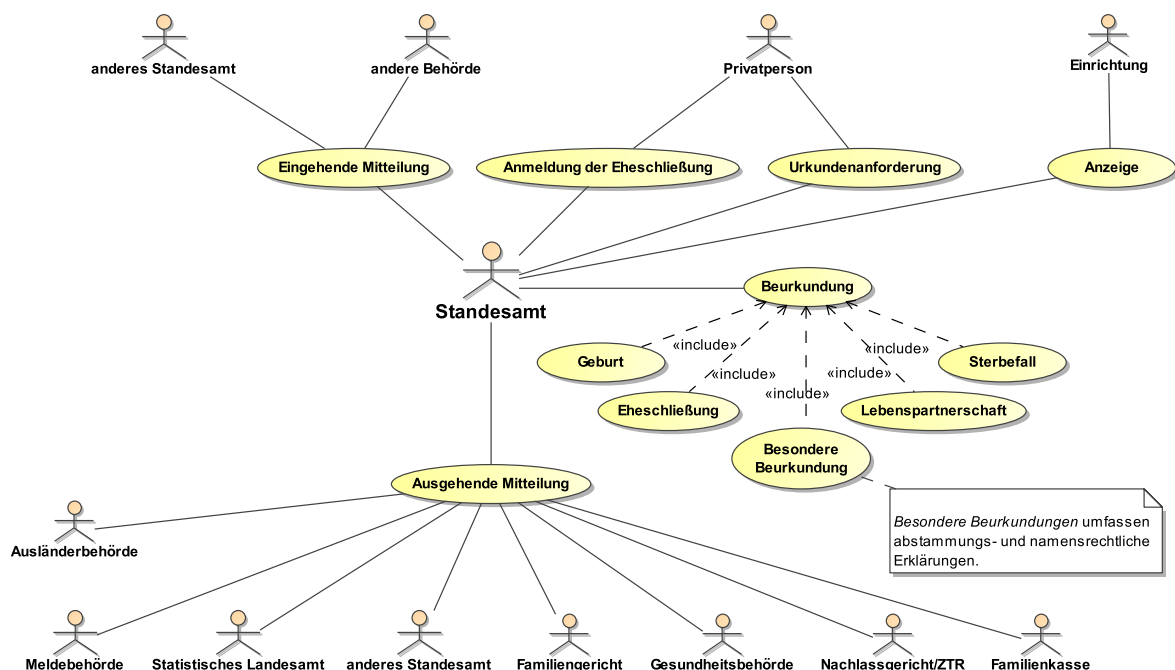 anderes Standesamt
andere Behörde
Privatperson
Einrichtung
Eingehende Mitteilung
Anmeldung der Eheschließung
Urkundenanforderung
Anzeige
Standesamt
Beurkundung
«include»
«include»
Geburt
Sterbefall
«include»
«include»
«include»
Eheschließung
Lebenspartnerschaft
Besondere
Beurkundung
Ausgehende Mitteilung
Besondere Beurkundungen umfassen
abstammungs- und namensrechtliche
Erklärungen.
Ausländerbehörde
Meldebehörde
Statistisches Landesamt
anderes Standesamt
Familiengericht
Gesundheitsbehörde
Nachlassgericht/ZTR
Familienkasse